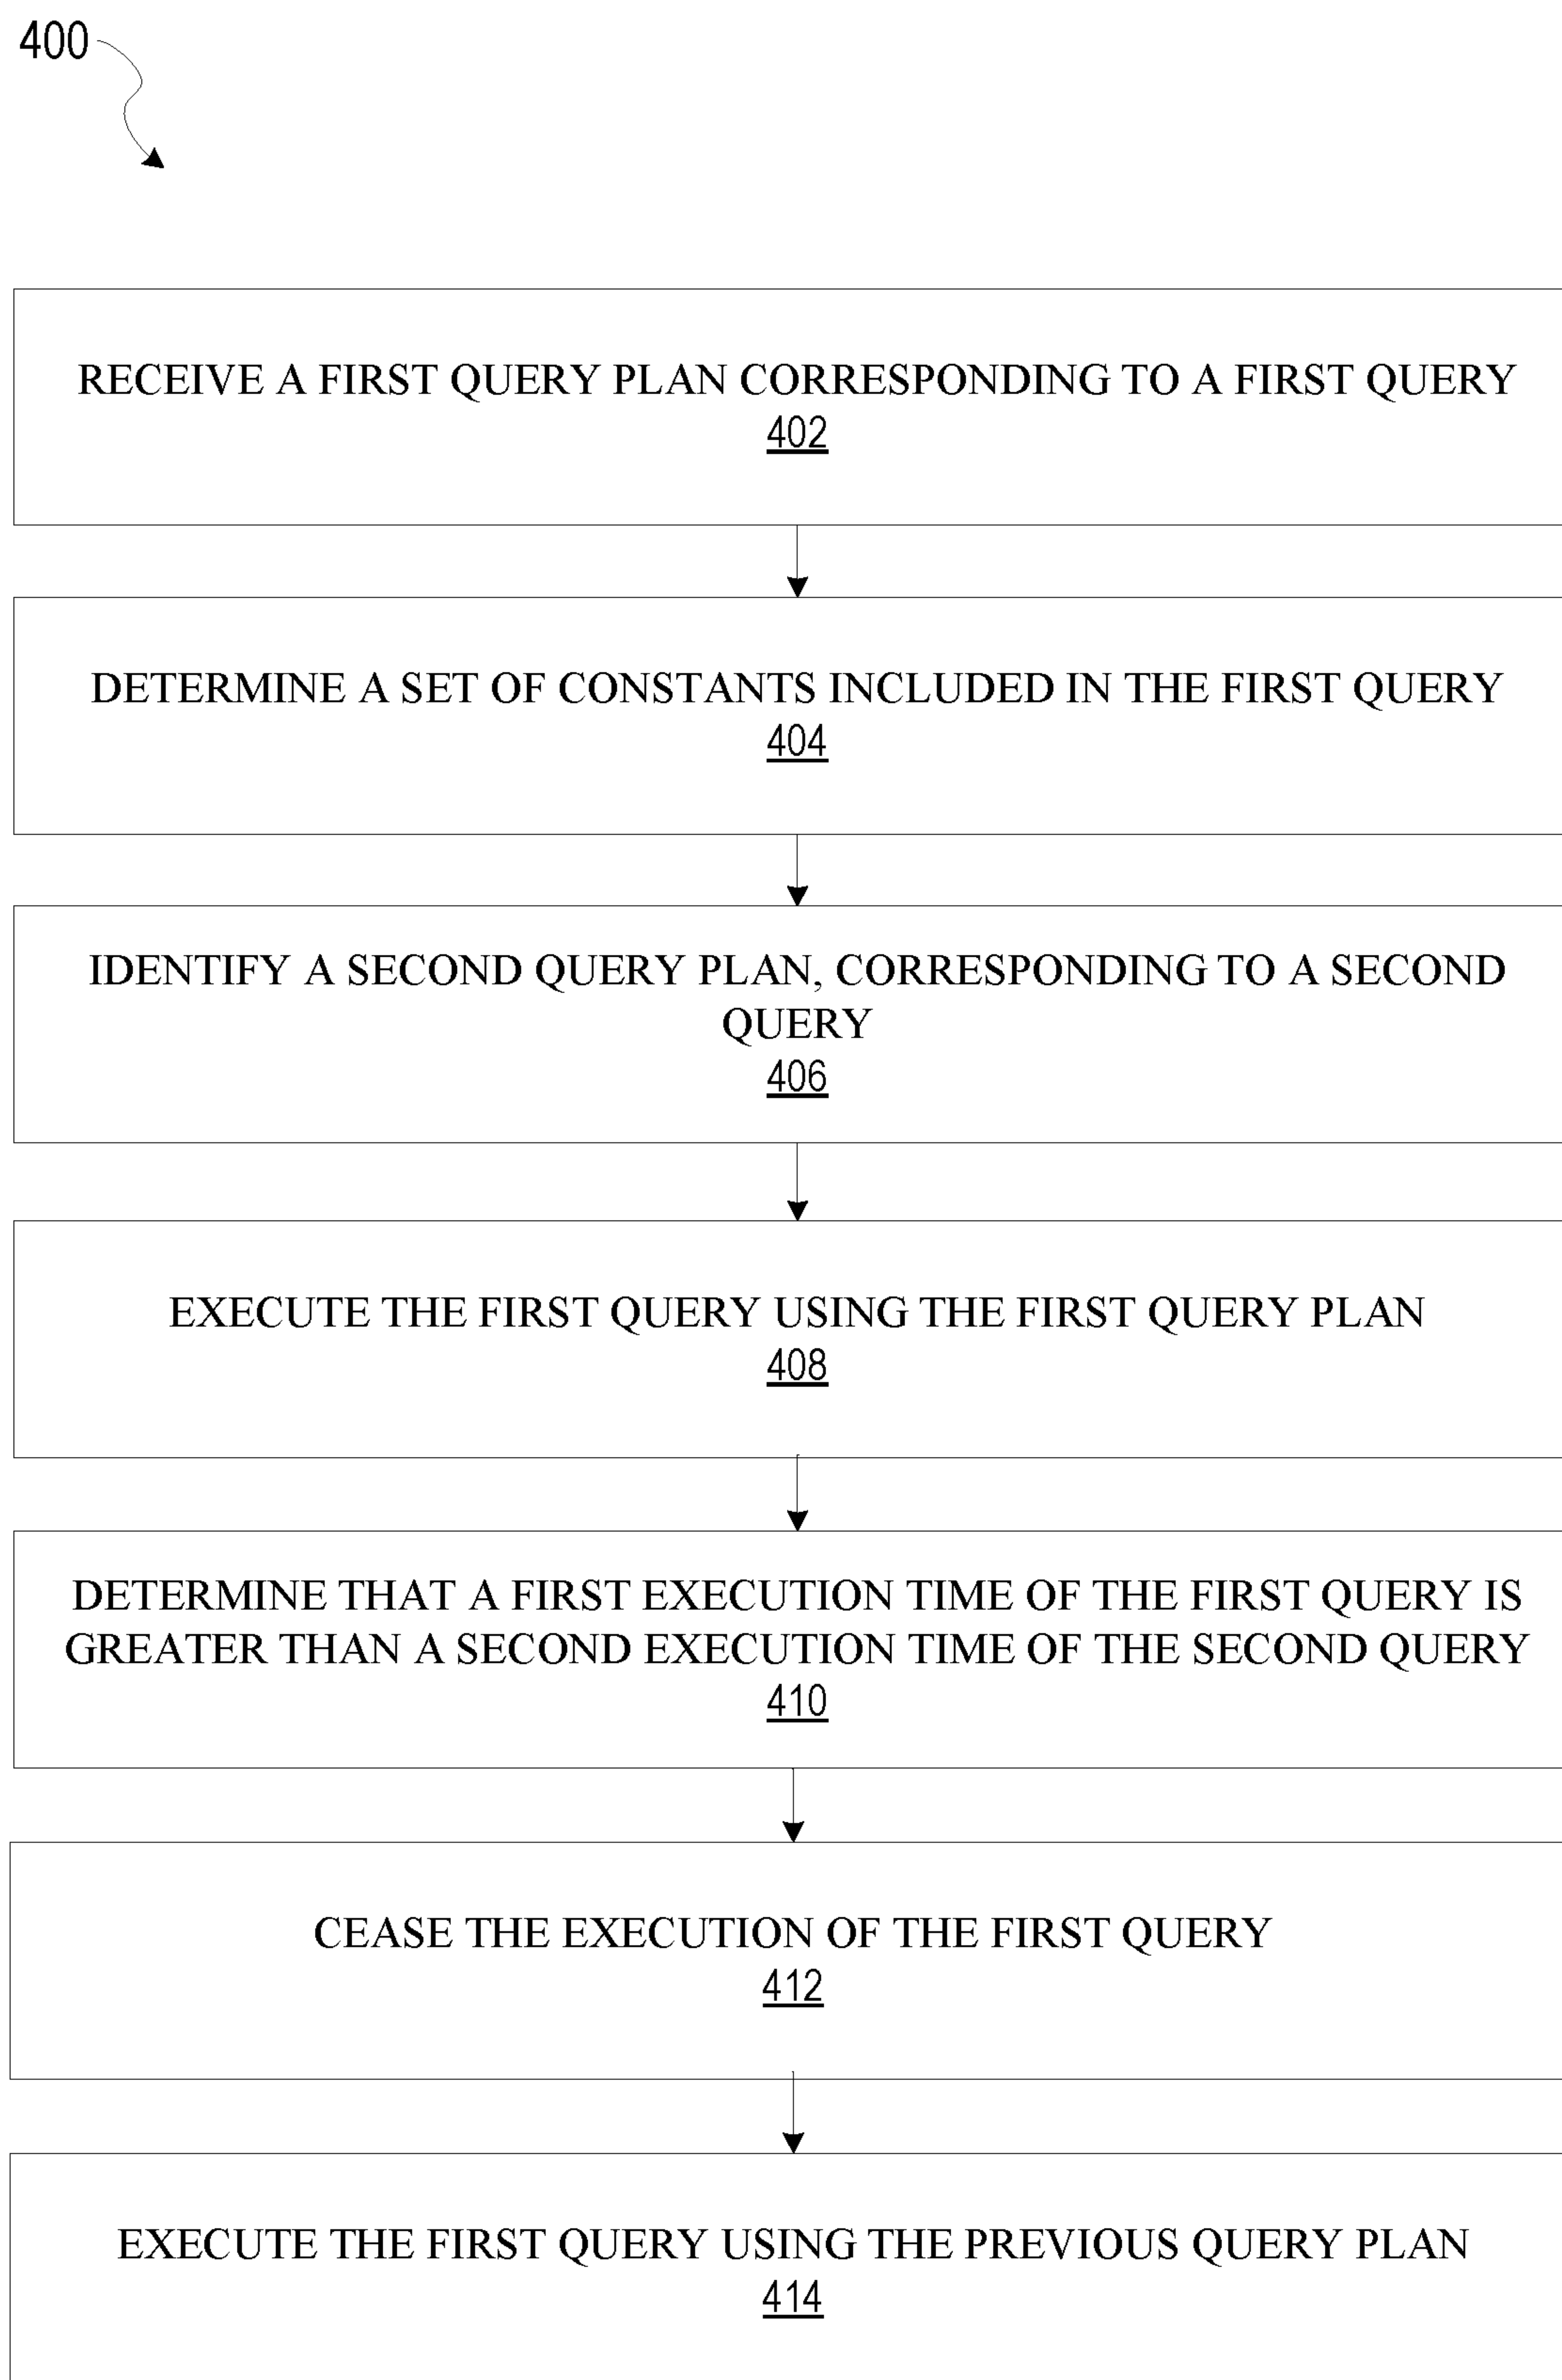 400
RECEIVE A FIRST QUERY PLAN CORRESPONDING TO A FIRST QUERY
402
DETERMINE A SET OF CONSTANTS INCLUDED IN THE FIRST QUERY
404
IDENTIFY A SECOND QUERY PLAN, CORRESPONDING TO A SECOND
QUERY
406
EXECUTE THE FIRST QUERY USING THE FIRST QUERY PLAN
408
DETERMINE THAT A FIRST EXECUTION TIME OF THE FIRST QUERY IS
GREATER THAN A SECOND EXECUTION TIME OF THE SECOND QUERY
410
CEASE THE EXECUTION OF THE FIRST QUERY
412
EXECUTE THE FIRST QUERY USING THE PREVIOUS QUERY PLAN
414